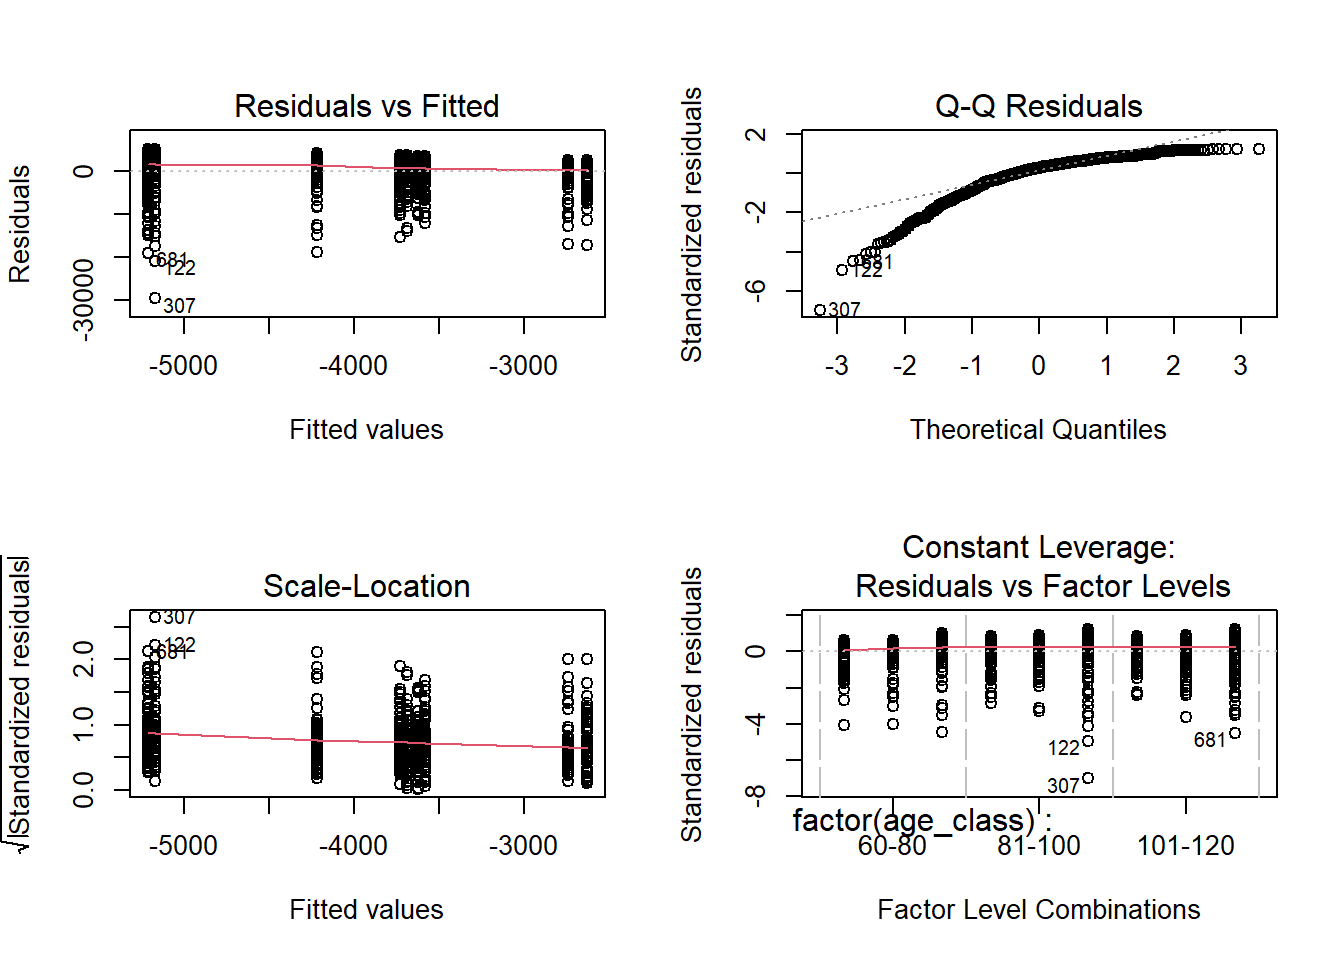 Residuals vs Fitted
Residuals
0
-30000
681
122
307
-5000 -4000 -3000
Fitted values
Q-Q Residuals
Standardized residuals
2
-2
-6
681
122
307
-3 -2 -1 0 1 2 3
Theoretical Quantiles
Scale-Location
√|Standardized residuals|
2.0
1.0
0.0
307
122
681
-5000 -4000 -3000
Fitted values
Constant Leverage:
Residuals vs Factor Levels
Standardized residuals
0
-4
-8
122
307
681
factor(age_class) :
60-80 81-100 101-120
Factor Level Combinations